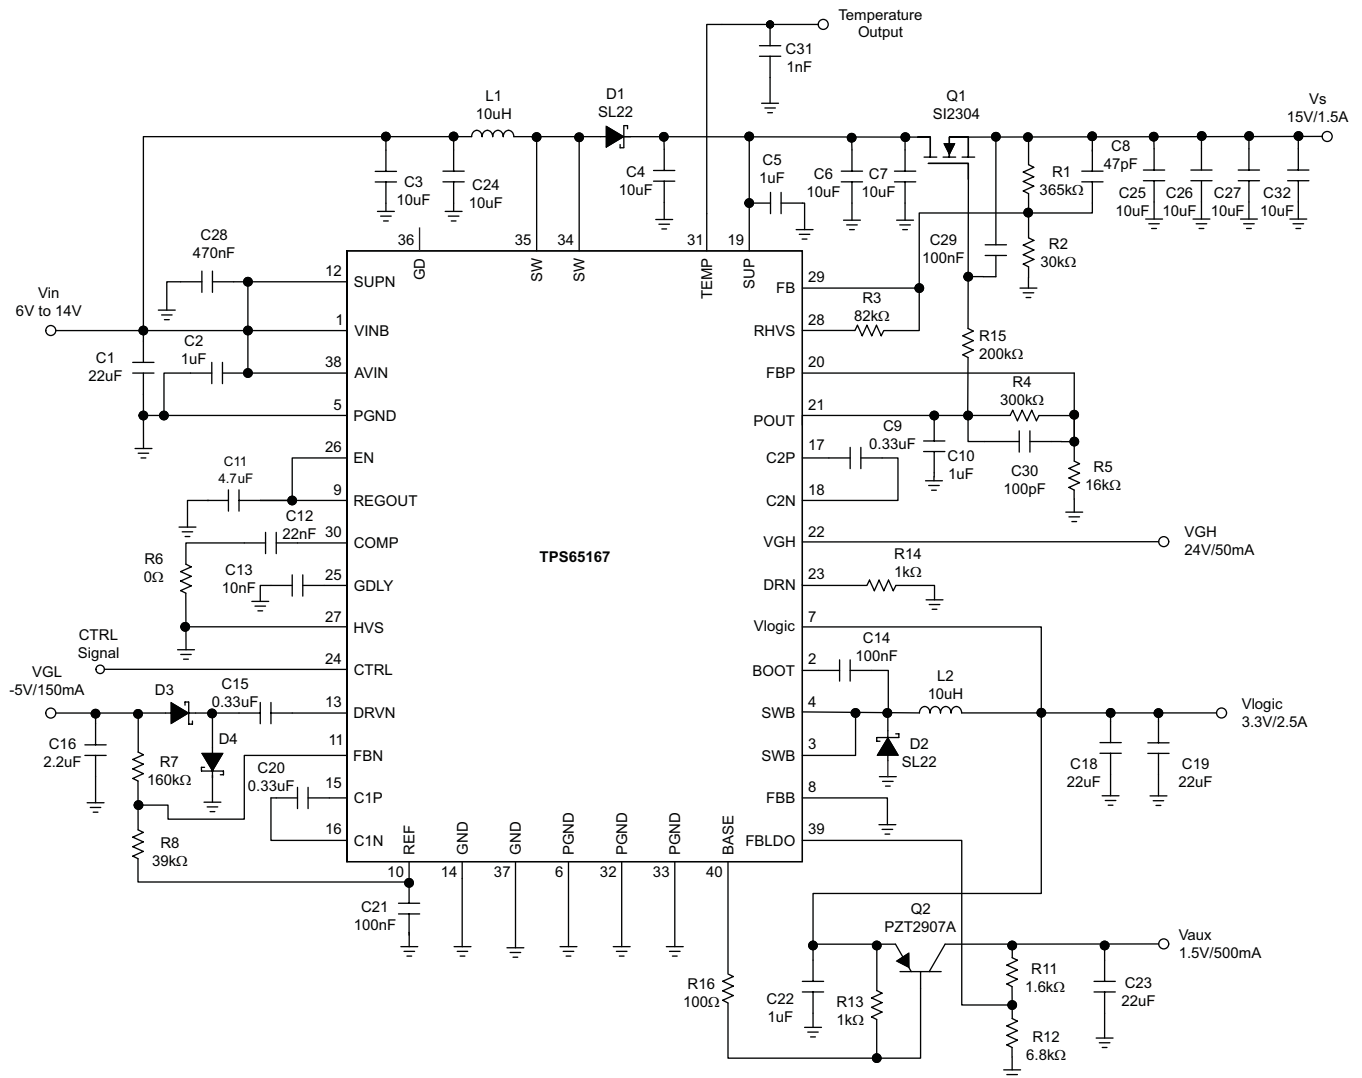 Temperature
Output
C31
1nF
L1
10uH
D1
SL22
Q1
SI2304
Vs
15V/1.5A
C3
10uF
C24
10uF
C4
10uF
C5
1uF
C6
10uF
C7
10uF
R1
365kΩ
C8
47pF
C25
10uF
C26
10uF
C27
10uF
C32
10uF
C29
100nF
R2
30kΩ
36
35
34
31
19
GD
SW
SW
TEMP
SUP
C28
470nF
12
SUPN
Vin
6V to 14V
1
VINB
C1
22uF
C2
1uF
38
AVIN
5
PGND
26
EN
C11
4.7uF
9
REGOUT
C12
22nF
30
COMP
R6
0Ω
C13
10nF
25
GDLY
27
HVS
CTRL
Signal
24
CTRL
VGL
-5V/150mA
D3
C15
0.33uF
13
DRVN
C16
2.2uF
R7
160kΩ
D4
11
FBN
C20
0.33uF
15
C1P
16
C1N
R8
39kΩ
TPS65167
FB
29
R3
82kΩ
RHVS
28
R15
200kΩ
FBP
20
R4
300kΩ
POUT
21
C9
0.33uF
C10
1uF
C30
100pF
R5
16kΩ
C2P
17
C2N
18
VGH
22
VGH
24V/50mA
R14
1kΩ
DRN
23
Vlogic
7
C14
100nF
BOOT
2
L2
10uH
SWB
4
Vlogic
3.3V/2.5A
D2
SL22
SWB
3
C18
22uF
C19
22uF
FBB
8
FBLDO
39
REF
GND
GND
PGND
PGND
PGND
BASE
10
14
37
6
32
33
40
C21
100nF
Q2
PZT2907A
Vaux
1.5V/500mA
R16
100Ω
C22
1uF
R13
1kΩ
R11
1.6kΩ
C23
22uF
R12
6.8kΩ